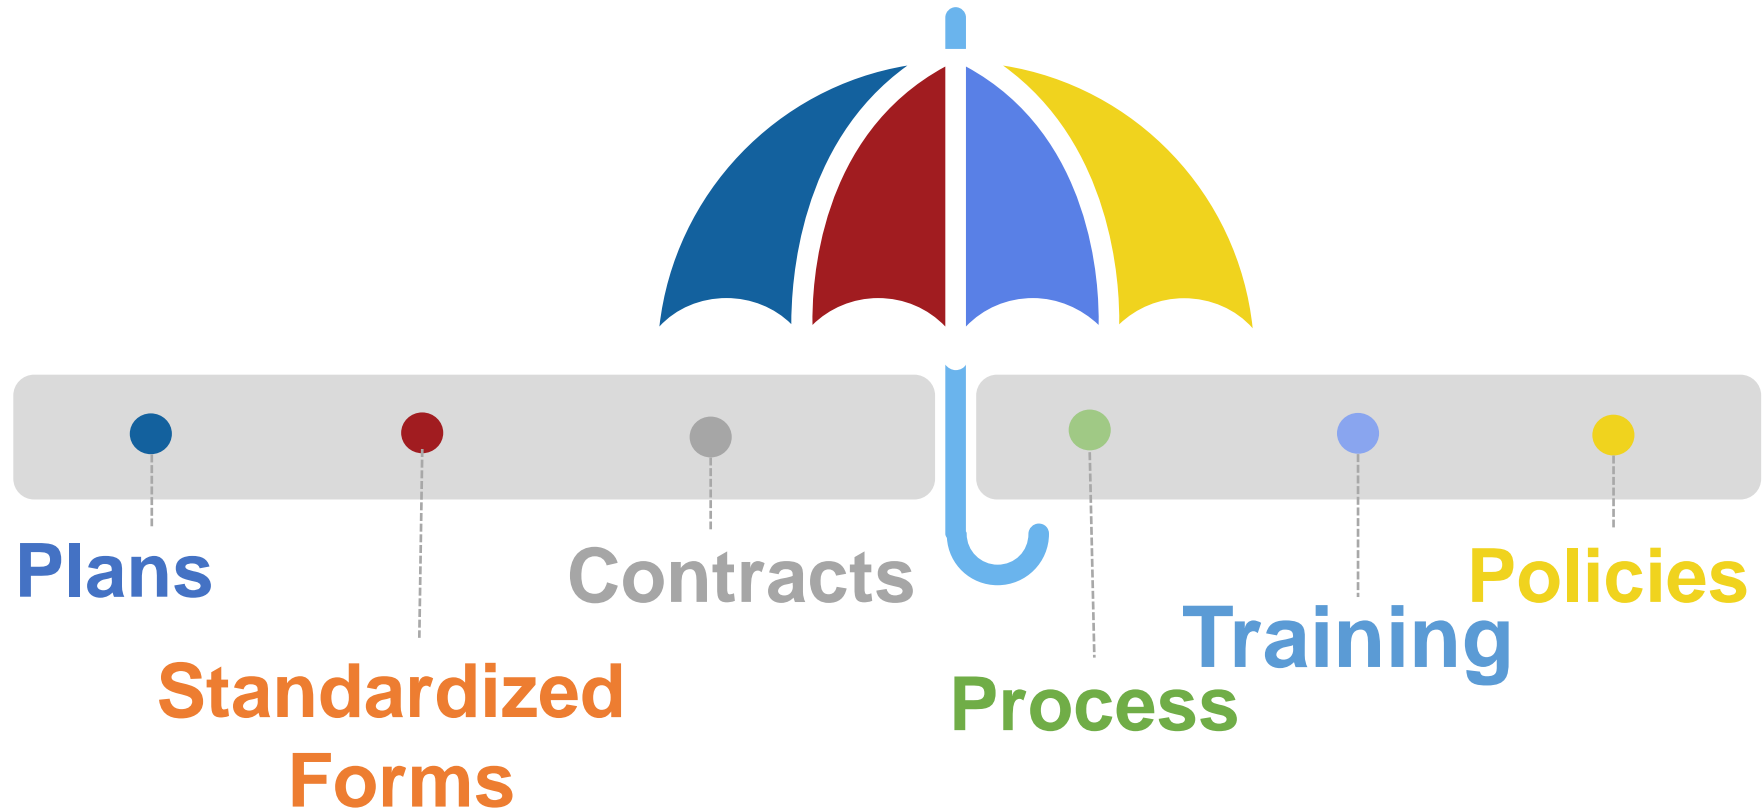 Plans
Standardized
Forms
Contracts
Process
Training
Policies